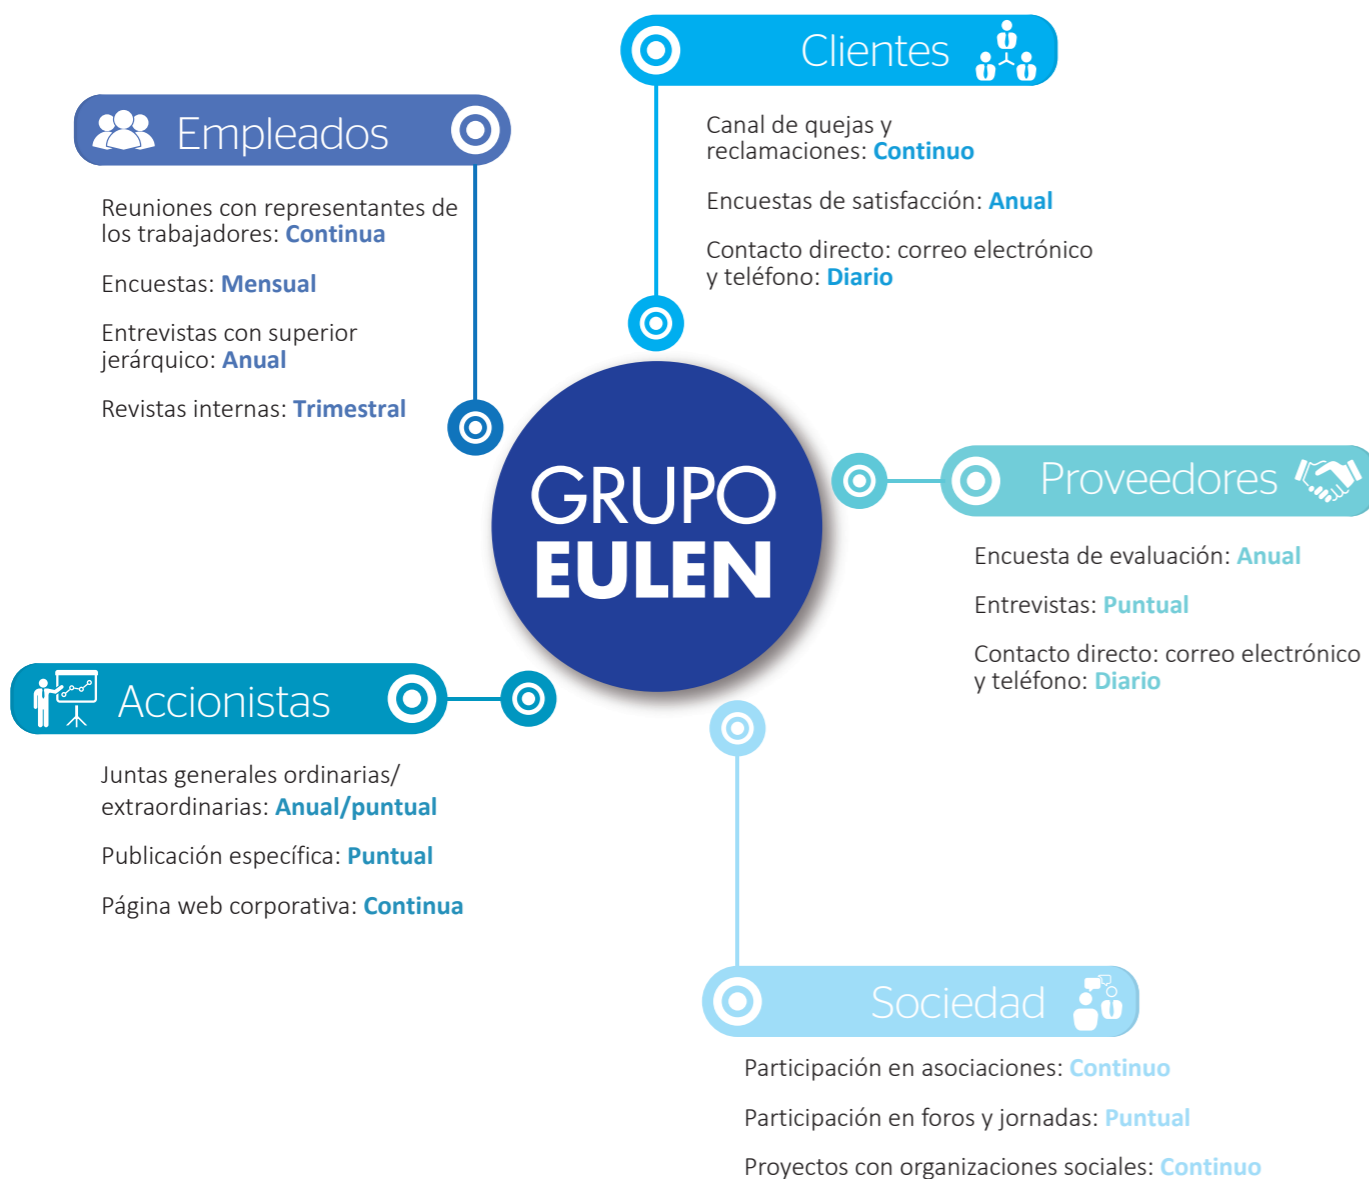 Clientes
Canal de quejas y
reclamaciones: Continuo
Encuestas de satisfacción: Anual
Contacto directo: correo electrónico
y teléfono: Diario
Empleados
Reuniones con representantes de
los trabajadores: Continua
Encuestas: Mensual
Entrevistas con superior
jerárquico: Anual
Revistas internas: Trimestral
GRUPO
EULEN
Proveedores
Encuesta de evaluación: Anual
Entrevistas: Puntual
Contacto directo: correo electrónico
y teléfono: Diario
Accionistas
Juntas generales ordinarias/
extraordinarias: Anual/puntual
Publicación específica: Puntual
Página web corporativa: Continua
Sociedad
Participación en asociaciones: Continuo
Participación en foros y jornadas: Puntual
Proyectos con organizaciones sociales: Continuo